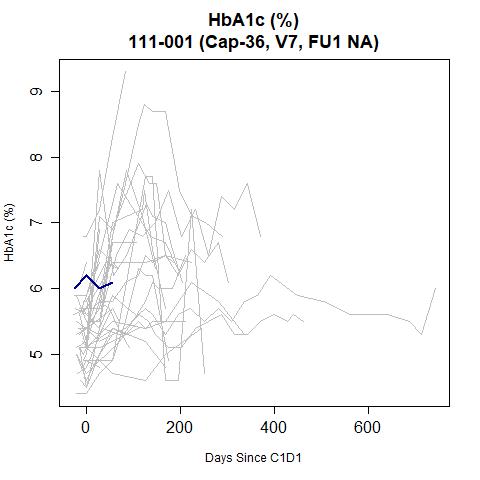 HbA1c (%)
111-001 (Cap-36, V7, FU1 NA)
HbA1c (%)
9
8
7
6
5
0
200
400
600
Days Since C1D1